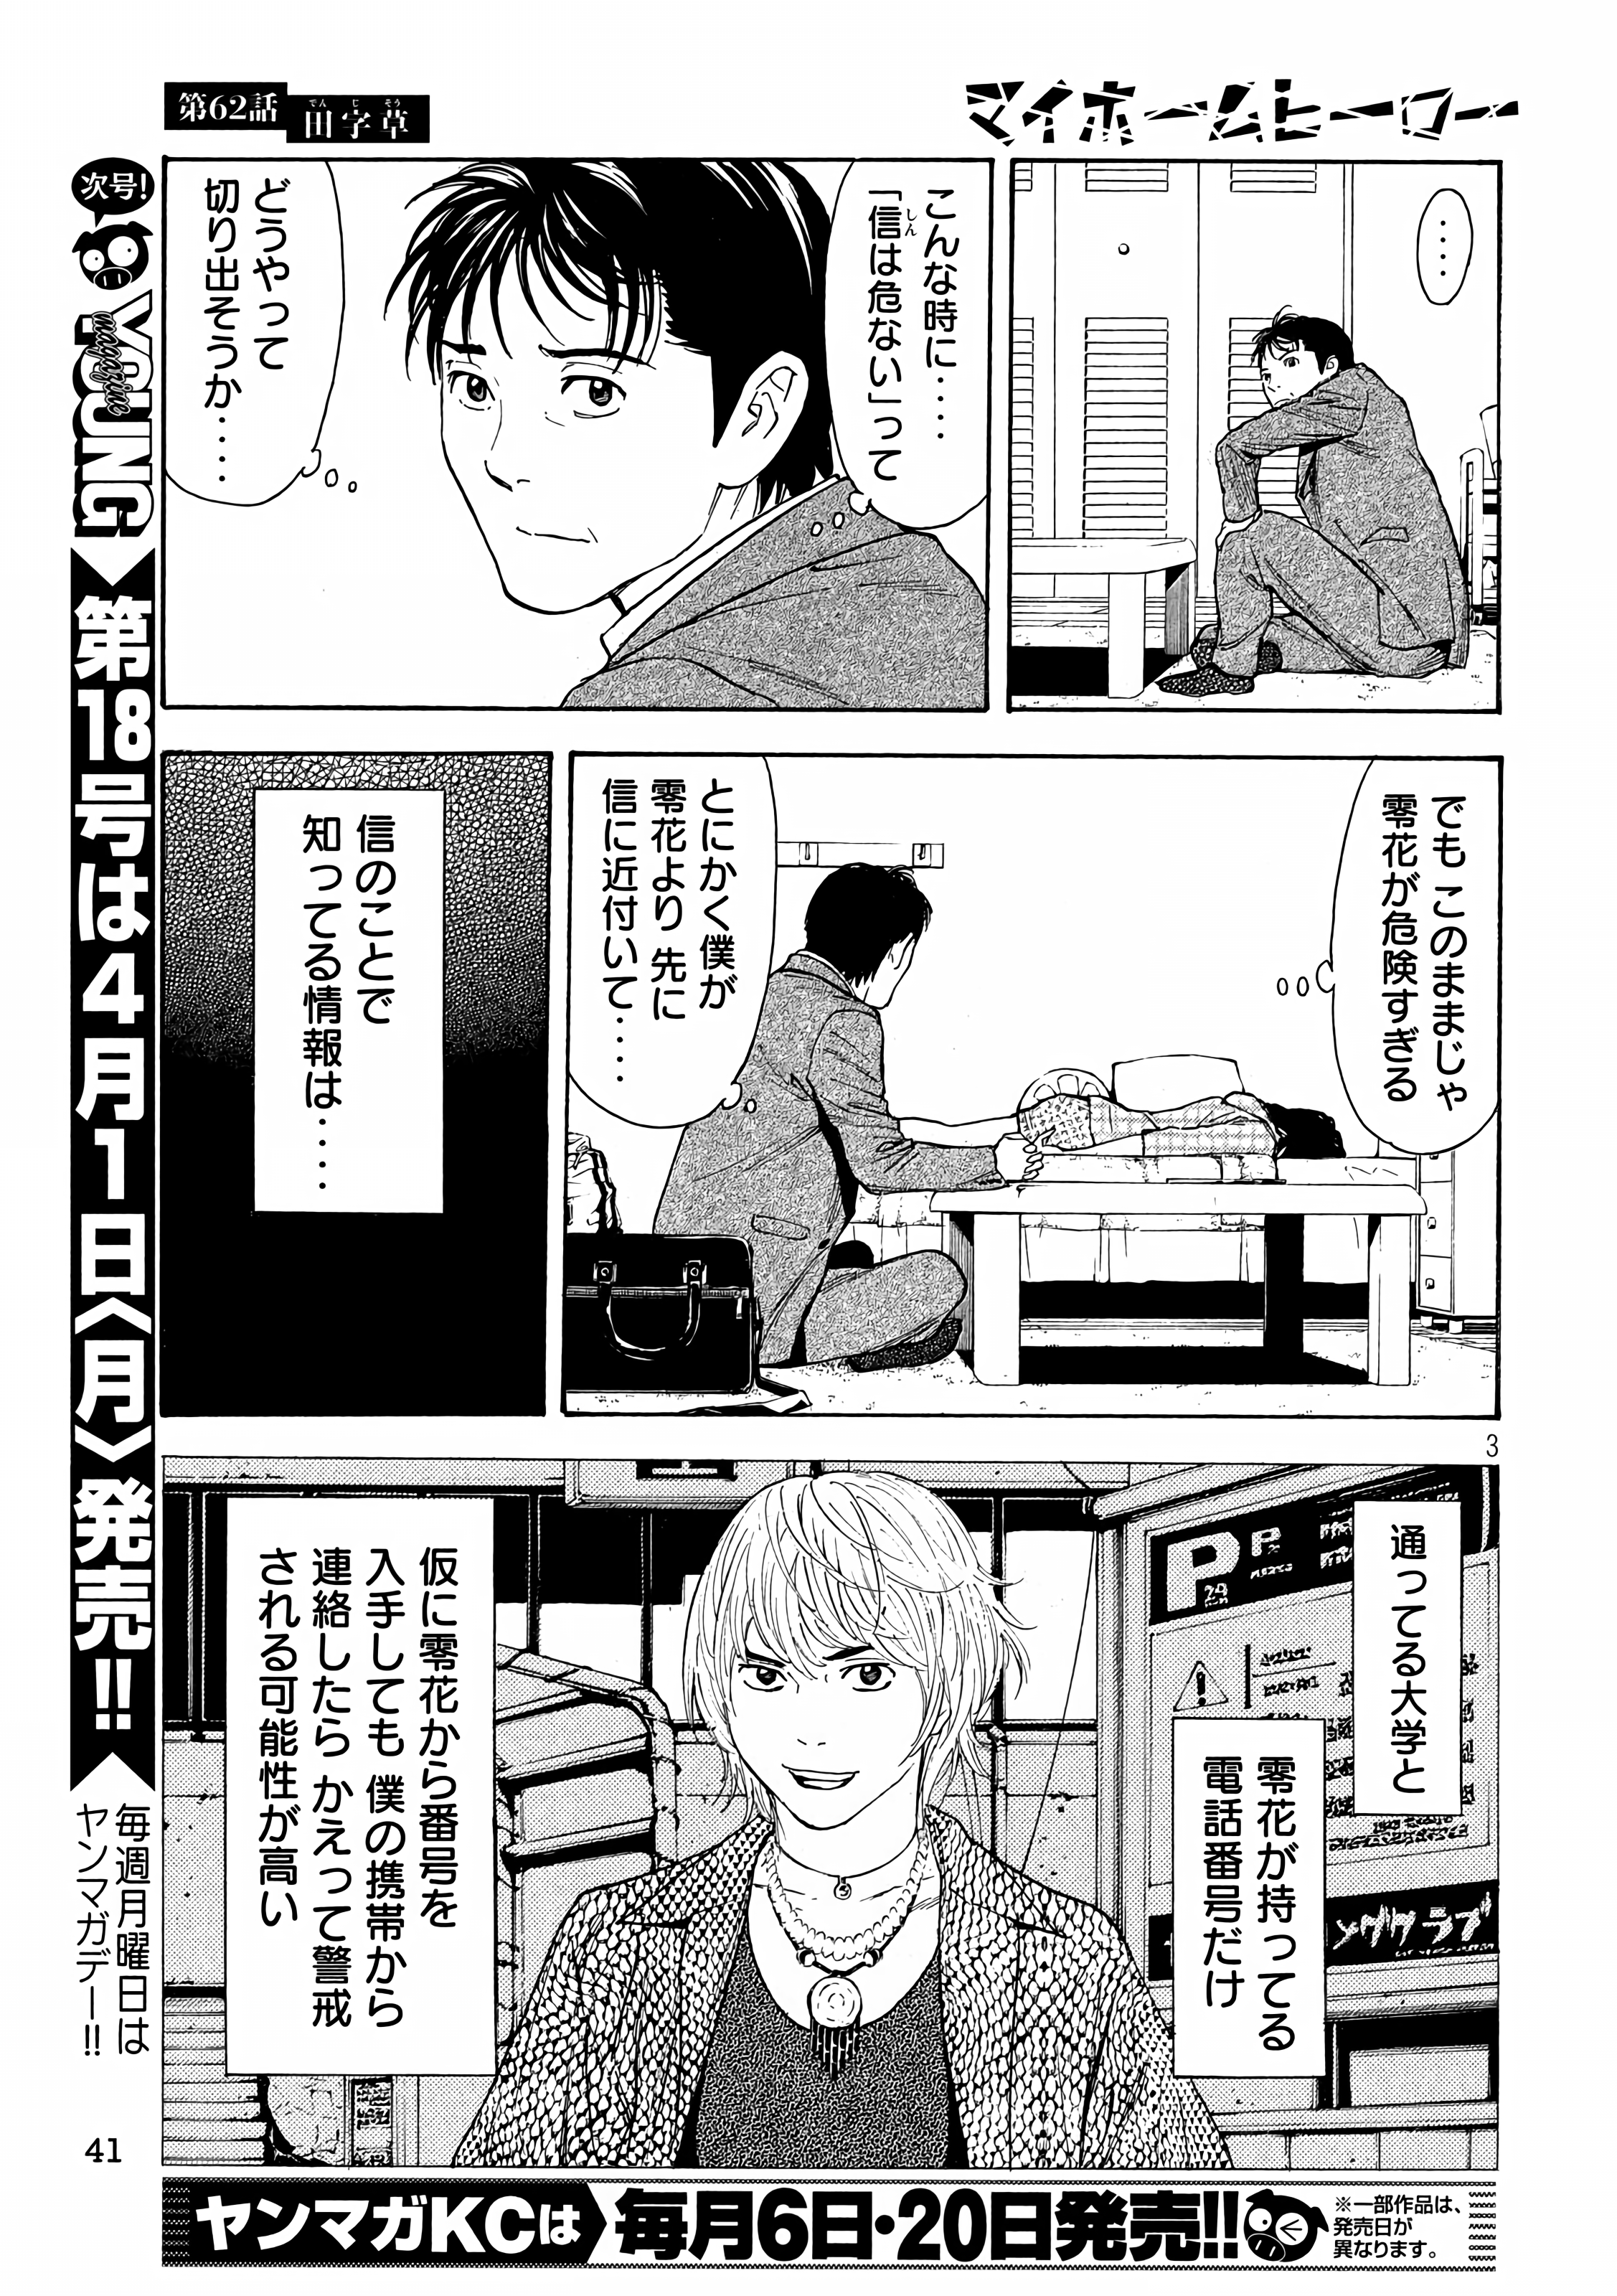 マイホームヒーロー
第62話
田字草
でんじそう
‥‥
こんな時に‥‥
「信は危ない」って
しん
どうやって
切り出そうか‥‥
でも このままじゃ
零花が危険すぎる
とにかく僕が
零花より 先に
信に近付いて‥‥
信のことで
知ってる情報は‥‥
3
通ってる大学と
零花が持ってる
電話番号だけ
仮に零花から番号を
入手しても 僕の携帯から
連絡したら かえって警戒
される可能性が高い
P
次号!
YOUNG
magazine
第18号は4月1日〈月〉発売!!
毎週月曜日は
ヤンマガデー!!
41
ヤンマガKCは
毎月6日・20日発売!!
※一部作品は、
発売日が
異なります。